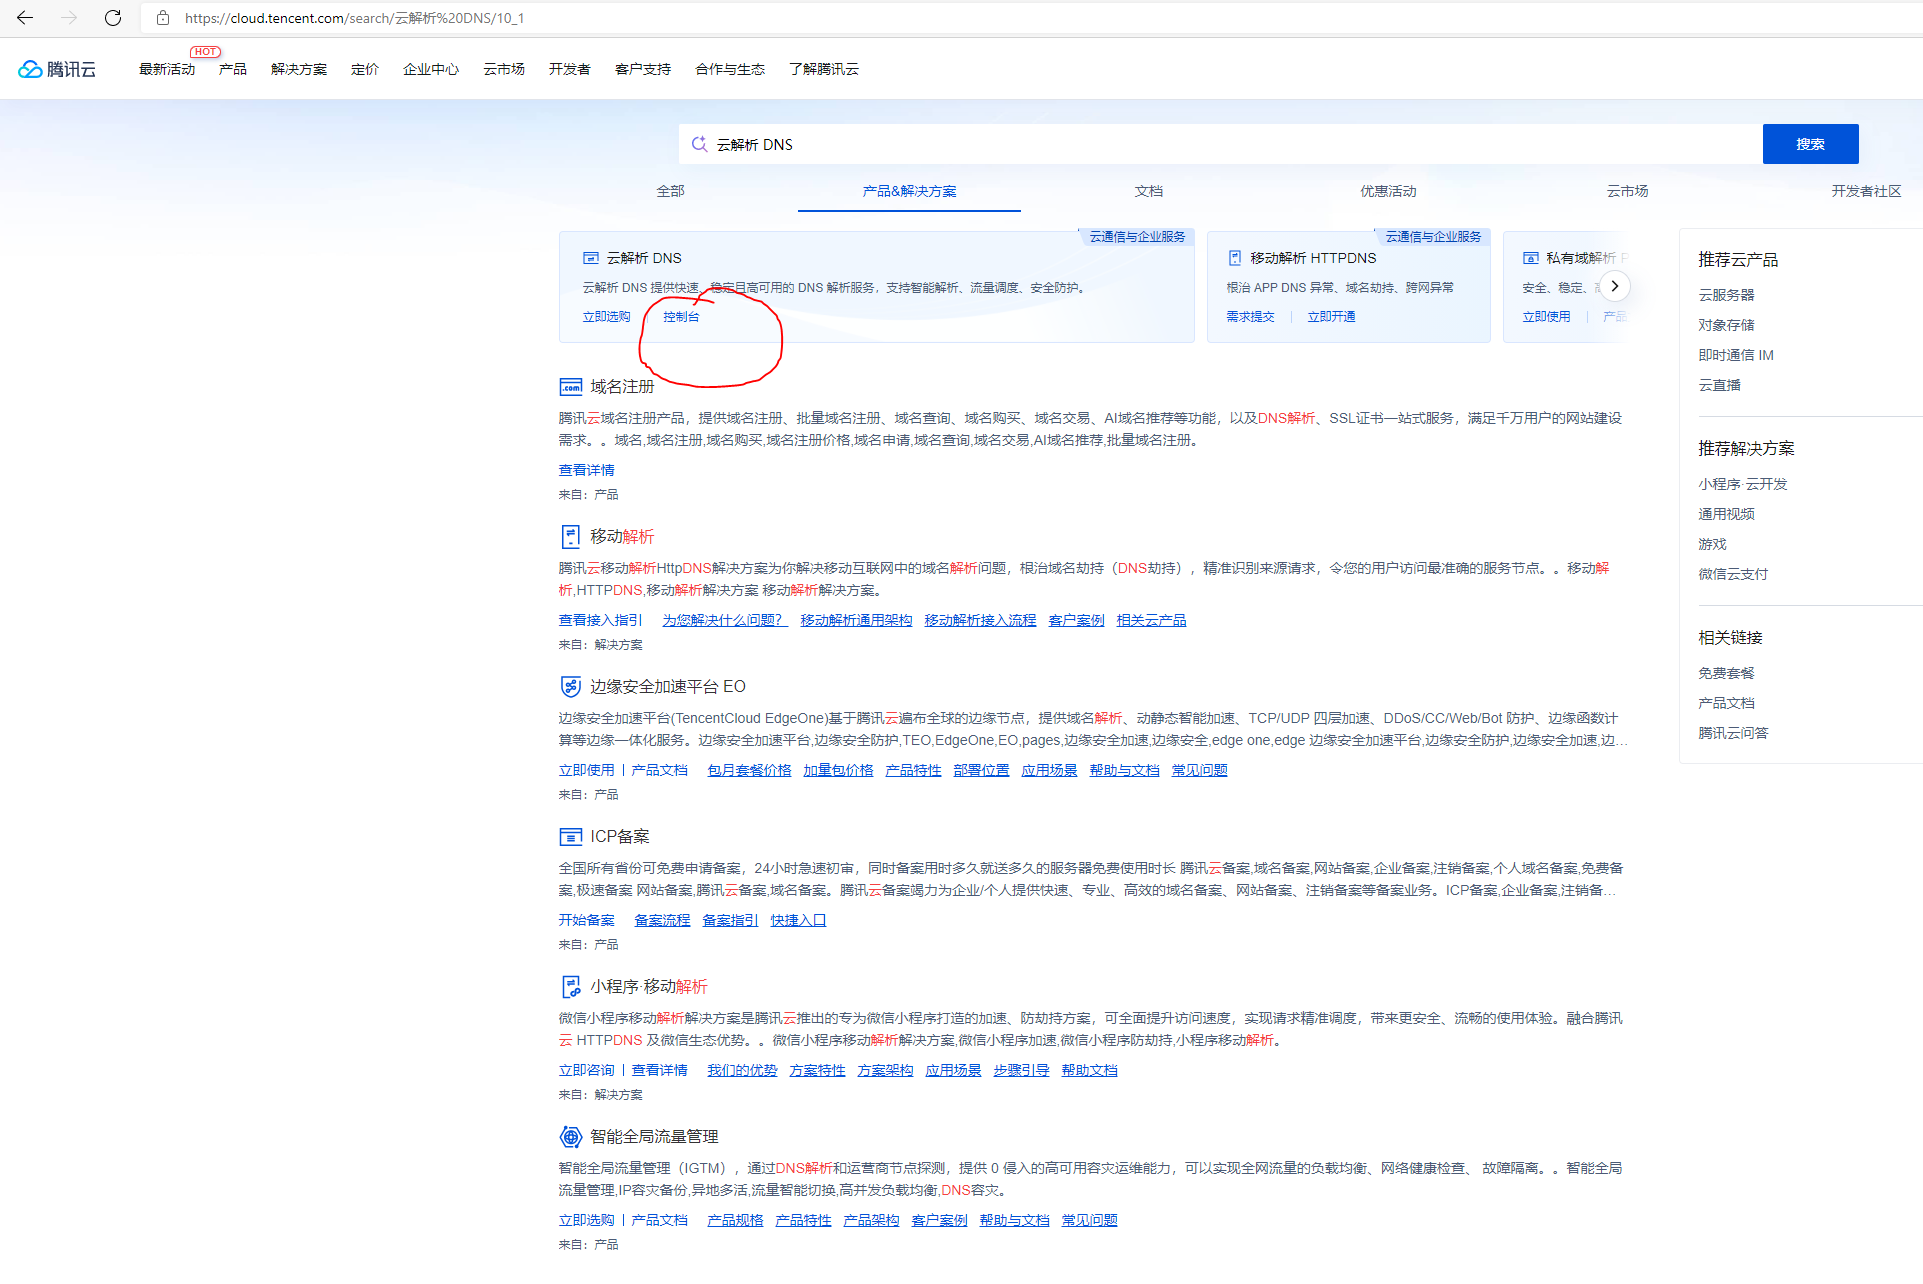 https://cloud.tencent.com/search/云解析%20DNS/10_1
腾讯云
最新活动
HOT
产品
解决方案
定价
企业中心
云市场
开发者
客户支持
合作与生态
了解腾讯云
云解析 DNS
搜索
全部
产品&解决方案
文档
优惠活动
云市场
开发者社区
云通信与企业服务
云解析 DNS
云解析 DNS 提供快速、稳定且高可用的 DNS 解析服务，支持智能解析、流量调度、安全防护。
立即选购
控制台
云通信与企业服务
移动解析 HTTPDNS
根治 APP DNS 异常、域名劫持、跨网异常
需求提交 | 立即开通
私有域解析 P
安全、稳定、
立即使用 | 产品
域名注册
腾讯云域名注册产品，提供域名注册、批量域名注册、域名查询、域名购买、域名交易、AI域名推荐等功能，以及DNS解析、SSL证书一站式服务，满足千万用户的网站建设
需求。。域名,域名注册,域名购买,域名注册价格,域名申请,域名查询,域名交易,AI域名推荐,批量域名注册。
查看详情
来自：产品
移动解析
腾讯云移动解析HttpDNS解决方案为你解决移动互联网中的域名解析问题，根治域名劫持（DNS劫持），精准识别来源请求，令您的用户访问最准确的服务节点。。移动解
析,HTTPDNS,移动解析解决方案 移动解析解决方案。
查看接入指引 为您解决什么问题？ 移动解析通用架构 移动解析接入流程 客户案例 相关云产品
来自：解决方案
边缘安全加速平台 EO
边缘安全加速平台(TencentCloud EdgeOne)基于腾讯云遍布全球的边缘节点，提供域名解析、动静态智能加速、TCP/UDP 四层加速、DDoS/CC/Web/Bot 防护、边缘函数计
算等边缘一体化服务。边缘安全加速平台,边缘安全防护,TEO,EdgeOne,EO,pages,边缘安全加速,边缘安全,edge one,edge 边缘安全加速平台,边缘安全防护,边缘安全加速,边…
立即使用 | 产品文档 包月套餐价格 加量包价格 产品特性 部署位置 应用场景 帮助与文档 常见问题
来自：产品
ICP备案
全国所有省份可免费申请备案，24小时急速初审，同时备案用时多久就送多久的服务器免费使用时长 腾讯云备案,域名备案,网站备案,企业备案,注销备案,个人域名备案,免费备
案,极速备案 网站备案,腾讯云备案,域名备案。腾讯云备案竭力为企业/个人提供快速、专业、高效的域名备案、网站备案、注销备案等备案业务。ICP备案,企业备案,注销备…
开始备案 备案流程 备案指引 快捷入口
来自：产品
小程序·移动解析
微信小程序移动解析解决方案是腾讯云推出的专为微信小程序打造的加速、防劫持方案，可全面提升访问速度，实现请求精准调度，带来更安全、流畅的使用体验。融合腾讯
云 HTTPDNS 及微信生态优势。。微信小程序移动解析解决方案,微信小程序加速,微信小程序防劫持,小程序移动解析。
立即咨询 | 查看详情 我们的优势 方案特性 方案架构 应用场景 步骤引导 帮助文档
来自：解决方案
智能全局流量管理
智能全局流量管理（IGTM），通过DNS解析和运营商节点探测，提供 0 侵入的高可用容灾运维能力，可以实现全网流量的负载均衡、网络健康检查、 故障隔离。。智能全局
流量管理,IP容灾备份,异地多活,流量智能切换,高并发负载均衡,DNS容灾。
立即选购 | 产品文档 产品规格 产品特性 产品架构 客户案例 帮助与文档 常见问题
来自：产品
推荐云产品
云服务器
对象存储
即时通信 IM
云直播
推荐解决方案
小程序·云开发
通用视频
游戏
微信云支付
相关链接
免费套餐
产品文档
腾讯云问答